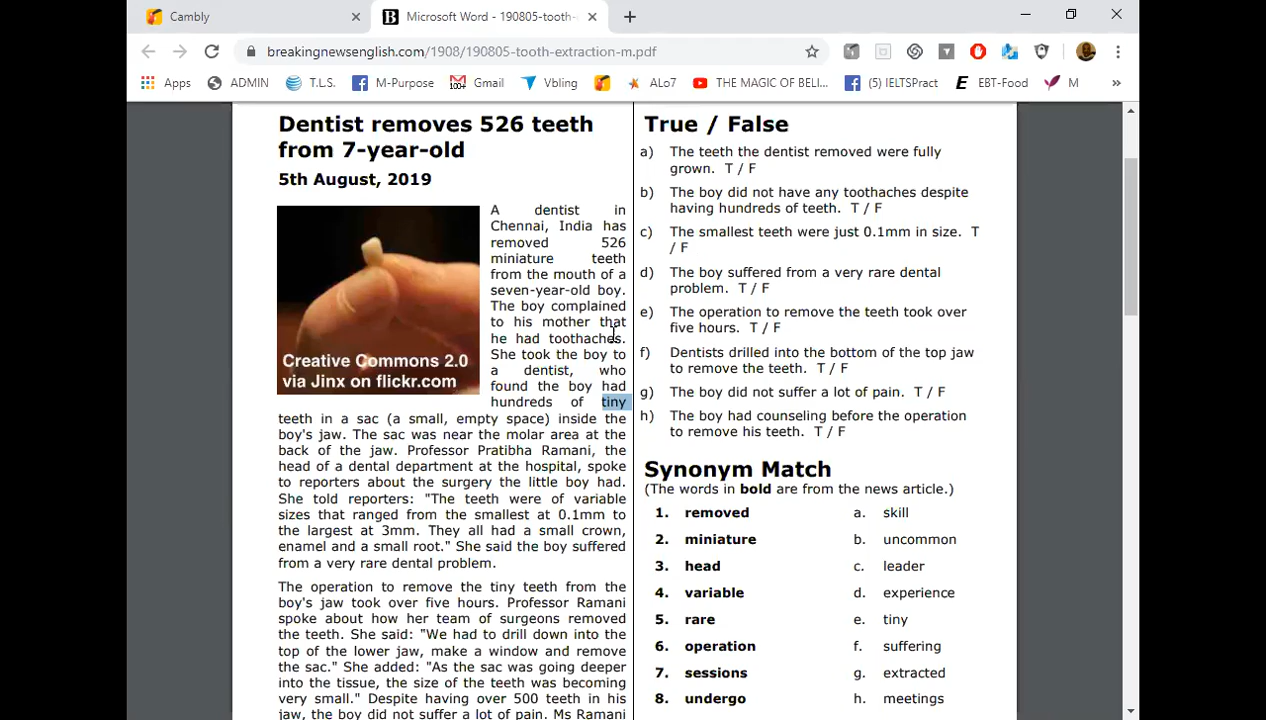 Cambly
Microsoft Word - 190805-tooth-
breakingnewsenglish.com/1908/190805-tooth-extraction-m.pdf
Apps
ADMIN
T.L.S.
M-Purpose
100+
Gmail
Vbling
ALo7
THE MAGIC OF BELI...
(5) IELTSPract
EBT-Food
M
»
Dentist removes 526 teeth
from 7-year-old
5th August, 2019
Creative Commons 2.0
via Jinx on flickr.com
A dentist in
Chennai, India has
removed 526
miniature teeth
from the mouth of a
seven-year-old boy.
The boy complained
to his mother that
he had toothaches.
She took the boy to
a dentist, who
found the boy had
hundreds of tiny
teeth in a sac (a small, empty space) inside the
boy's jaw. The sac was near the molar area at the
back of the jaw. Professor Pratibha Ramani, the
head of a dental department at the hospital, spoke
to reporters about the surgery the little boy had.
She told reporters: "The teeth were of variable
sizes that ranged from the smallest at 0.1mm to
the largest at 3mm. They all had a small crown,
enamel and a small root." She said the boy suffered
from a very rare dental problem.
The operation to remove the tiny teeth from the
boy's jaw took over five hours. Professor Ramani
spoke about how her team of surgeons removed
the teeth. She said: "We had to drill down into the
top of the lower jaw, make a window and remove
the sac." She added: "As the sac was going deeper
into the tissue, the size of the teeth was becoming
very small." Despite having over 500 teeth in his
jaw, the boy did not suffer a lot of pain. Ms Ramani
True / False
a) The teeth the dentist removed were fully
grown. T / F
b) The boy did not have any toothaches despite
having hundreds of teeth. T / F
c) The smallest teeth were just 0.1mm in size. T
/ F
d) The boy suffered from a very rare dental
problem. T / F
e) The operation to remove the teeth took over
five hours. T / F
f) Dentists drilled into the bottom of the top jaw
to remove the teeth. T / F
g) The boy did not suffer a lot of pain. T / F
h) The boy had counseling before the operation
to remove his teeth. T / F
Synonym Match
(The words in bold are from the news article.)
1. removed a. skill
2. miniature b. uncommon
3. head c. leader
4. variable d. experience
5. rare e. tiny
6. operation f. suffering
7. sessions g. extracted
8. undergo h. meetings